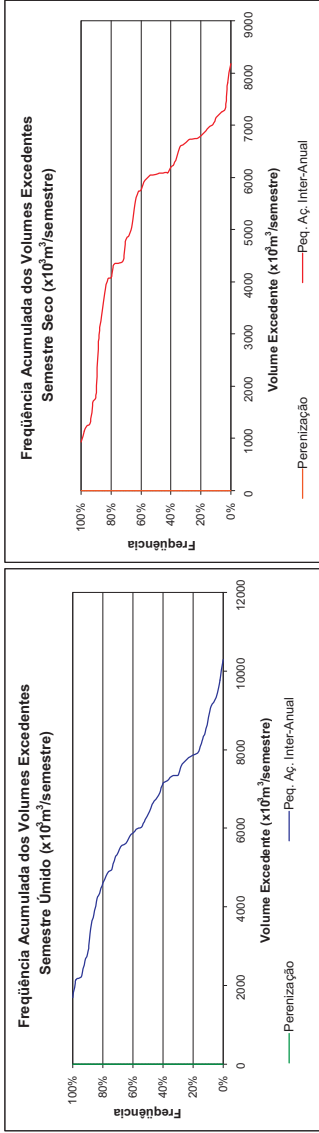 Freqüência Acumulada dos Volumes Excedentes
Semestre Úmido (x10³m³/semestre)
Freqüência
100%
80%
60%
40%
20%
0%
0
2000
4000
6000
8000
10000
12000
Volume Excedente (x10³m³/semestre)
Perenização
Peq. Aç. Inter-Anual
Freqüência Acumulada dos Volumes Excedentes
Semestre Seco (x10³m³/semestre)
Freqüência
100%
80%
60%
40%
20%
0%
0
1000
2000
3000
4000
5000
6000
7000
8000
9000
Volume Excedente (x10³m³/semestre)
Perenização
Peq. Aç. Inter-Anual